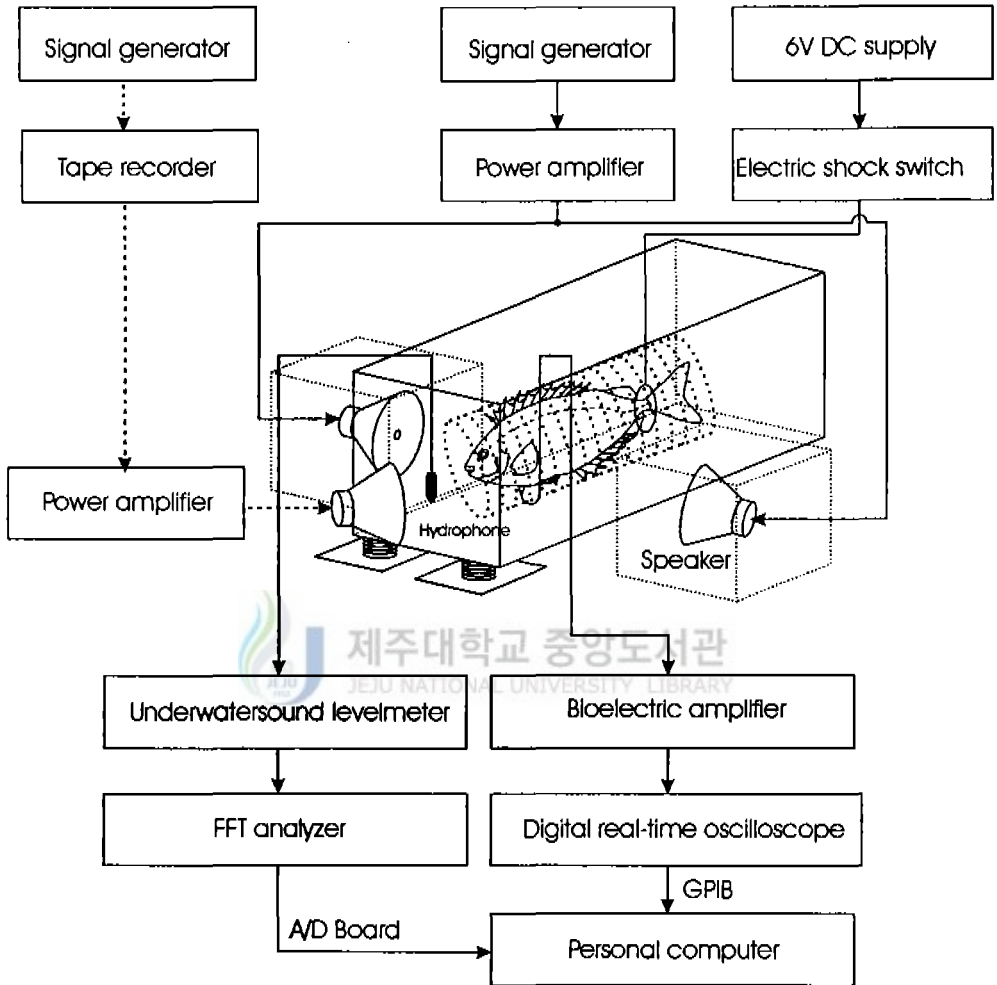 Signal generator
Signal generator
6V DC supply
Tape recorder
Power amplifier
Electric shock switch
Power amplifier
Hydrophone
Speaker
제주대학교 중앙도서관
JEJU NATIONAL UNIVERSITY LIBRARY
JEJU
1952
Underwatersound levelmeter
Bioelectric amplifier
FFT analyzer
Digital real-time oscilloscope
GPIB
A/D Board
Personal computer